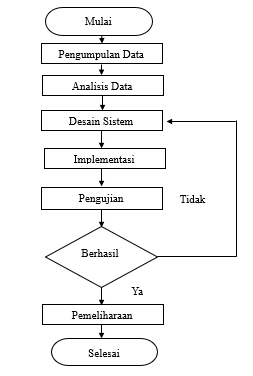 Mulai
Pengumpulan Data
Analisis Data
Desain Sistem
Implementasi
Pengujian
Tidak
Berhasil
Ya
Pemeliharaan
Selesai